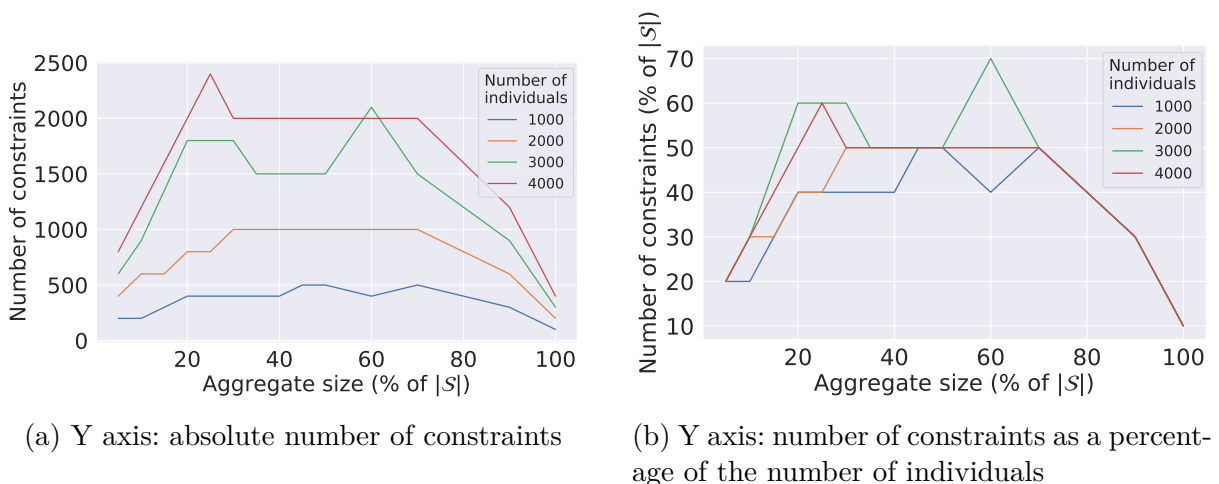 Number of constraints
2500
2000
1500
1000
500
0
20 40 60 80 100
Aggregate size (% of |𝒮|)
Number of
individuals
1000
2000
3000
4000
(a) Y axis: absolute number of constraints
Number of constraints (% of |𝒮|)
70
60
50
40
30
20
10
20 40 60 80 100
Aggregate size (% of |𝒮|)
Number of
individuals
1000
2000
3000
4000
(b) Y axis: number of constraints as a percent-
age of the number of individuals